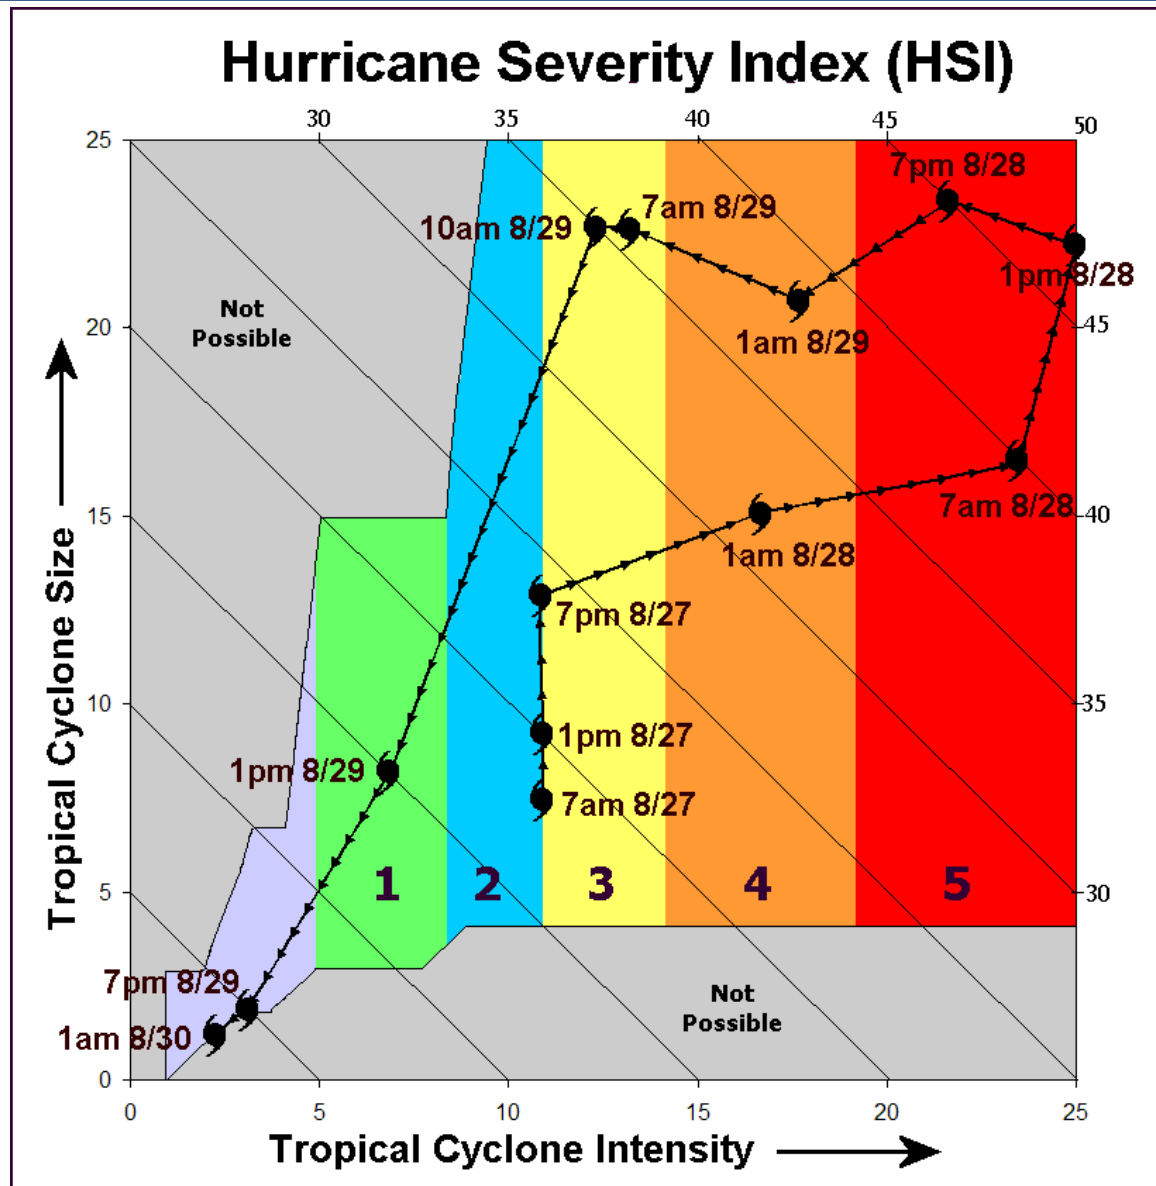 Hurricane Severity Index (HSI)
30 35 40 45 50
25
7pm 8/28
10am 8/29
7am 8/29
1pm 8/28
Not
Possible
20
45
1am 8/29
7am 8/28
15
40
1am 8/28
7pm 8/27
10
35
1pm 8/27
1pm 8/29
7am 8/27
5
1 2 3 4 5
30
7pm 8/29
Not
Possible
1am 8/30
0
0 5 10 15 20 25
Tropical Cyclone Size
Tropical Cyclone Intensity